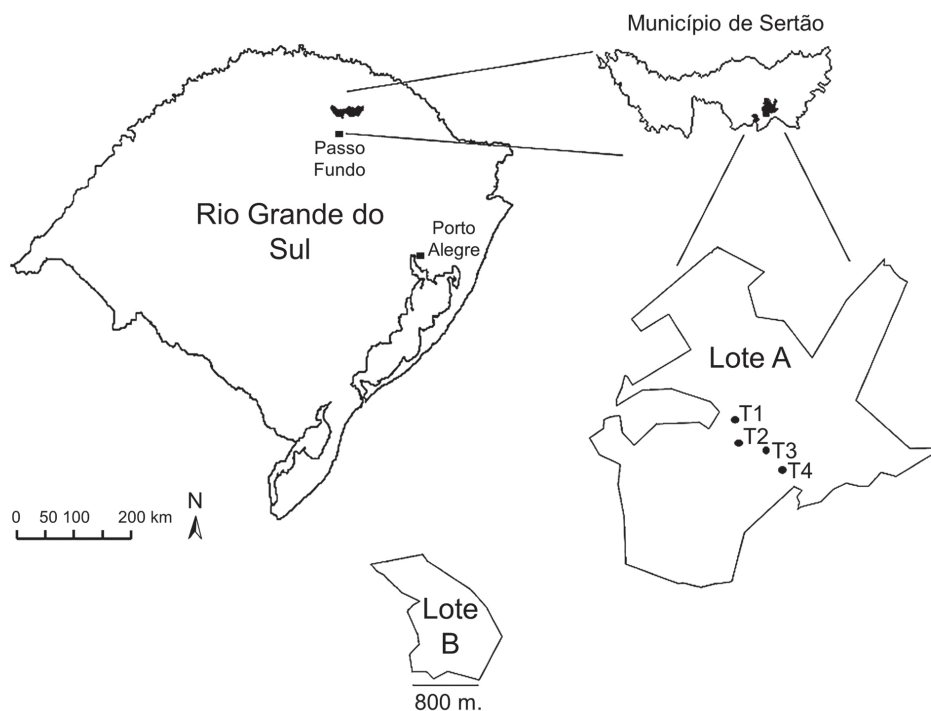 Município de Sertão
Passo
Fundo
Rio Grande do
Sul
Porto
Alegre
Lote A
T1
T2
T3
T4
N
0 50 100 200 km
Lote
B
800 m.